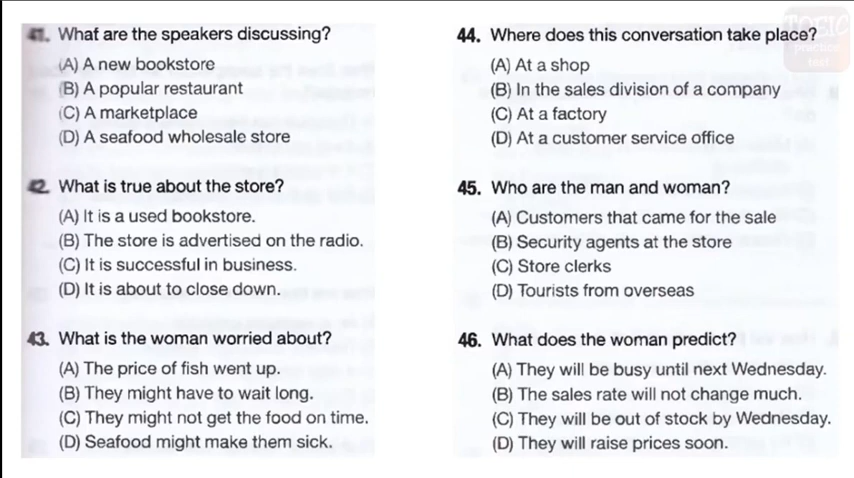 41. What are the speakers discussing?
(A) A new bookstore
(B) A popular restaurant
(C) A marketplace
(D) A seafood wholesale store
42. What is true about the store?
(A) It is a used bookstore.
(B) The store is advertised on the radio.
(C) It is successful in business.
(D) It is about to close down.
43. What is the woman worried about?
(A) The price of fish went up.
(B) They might have to wait long.
(C) They might not get the food on time.
(D) Seafood might make them sick.
44. Where does this conversation take place?
(A) At a shop
(B) In the sales division of a company
(C) At a factory
(D) At a customer service office
45. Who are the man and woman?
(A) Customers that came for the sale
(B) Security agents at the store
(C) Store clerks
(D) Tourists from overseas
46. What does the woman predict?
(A) They will be busy until next Wednesday.
(B) The sales rate will not change much.
(C) They will be out of stock by Wednesday.
(D) They will raise prices soon.
TOEIC
practice
test